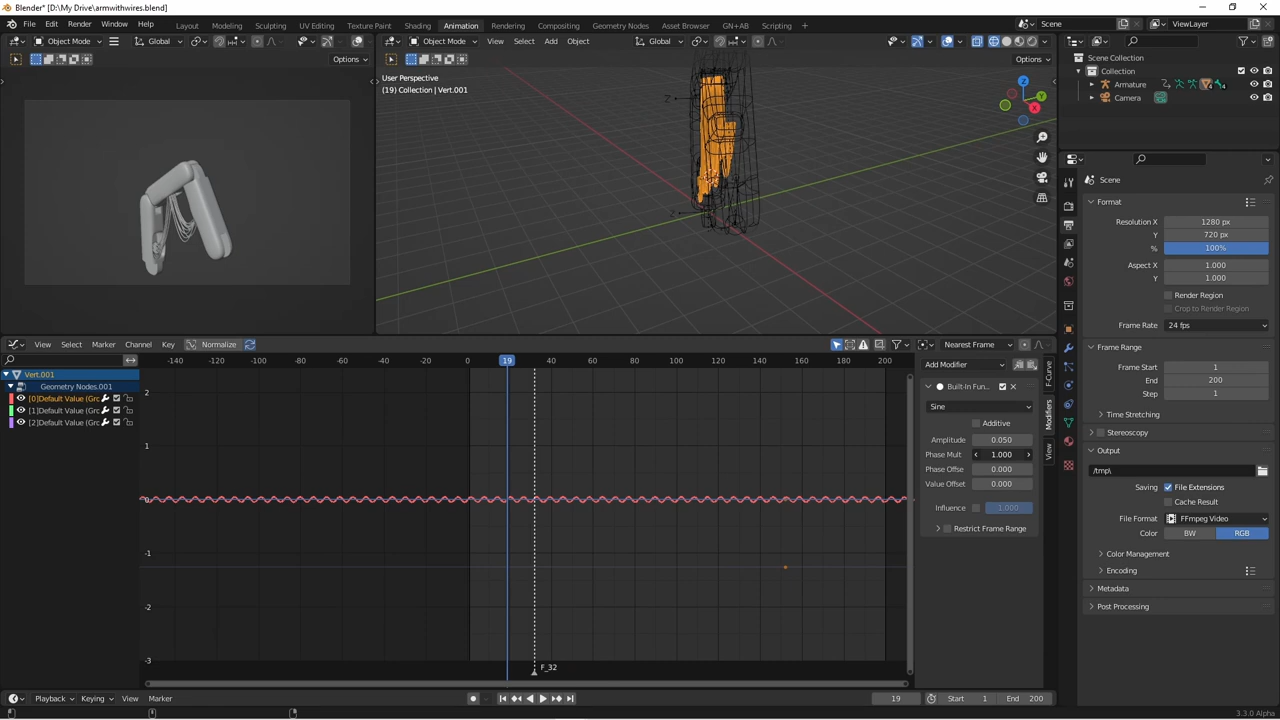 Blender* [D:\My Drive\armwithwires.blend]
File Edit Render Window Help
Layout Modeling Sculpting UV Editing Texture Paint Shading Animation Rendering Compositing Geometry Nodes Asset Browser GN+AB Scripting
Scene ViewLayer
Object Mode Global
Options
Object Mode View Select Add Object Global
Options
User Perspective
(19) Collection | Vert.001
Z
Y
X
Scene Collection
Collection
Armature
Camera
Scene
Format
Resolution X 1280 px
Y 720 px
% 100%
Aspect X 1.000
Y 1.000
Render Region
Crop to Render Region
Frame Rate 24 fps
Frame Range
Frame Start 1
End 200
Step 1
Time Stretching
Stereoscopy
Output
/tmp\
Saving File Extensions
Cache Result
File Format FFmpeg Video
Color BW RGB
Color Management
Encoding
Metadata
Post Processing
View Select Marker Channel Key Normalize Nearest Frame
-140 -120 -100 -80 -60 -40 -20 0 19 40 60 80 100 120 140 160 180 200
Vert.001
Geometry Nodes.001
[0]Default Value (Grc
[1]Default Value (Grc
[2]Default Value (Grc
2
1
0
-1
-2
-3
F_32
Add Modifier
Built-In Fun...
Sine
Additive
Amplitude 0.050
Phase Mult 1.000
Phase Offset 0.000
Value Offset 0.000
Influence 1.000
Restrict Frame Range
F-Curve
Modifiers
View
Playback Keying View Marker 19 Start 1 End 200
3.3.0 Alpha